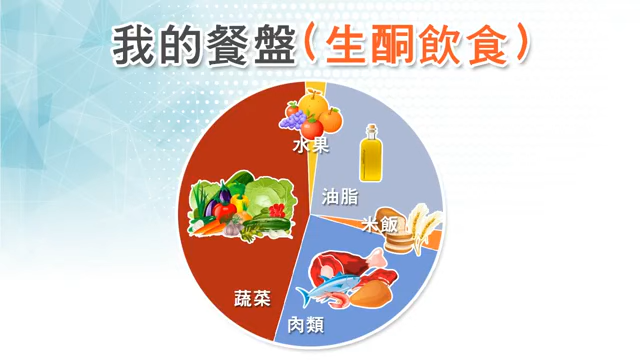 我的餐盤(生酮飲食)
水果
油脂
米飯
蔬菜
肉類